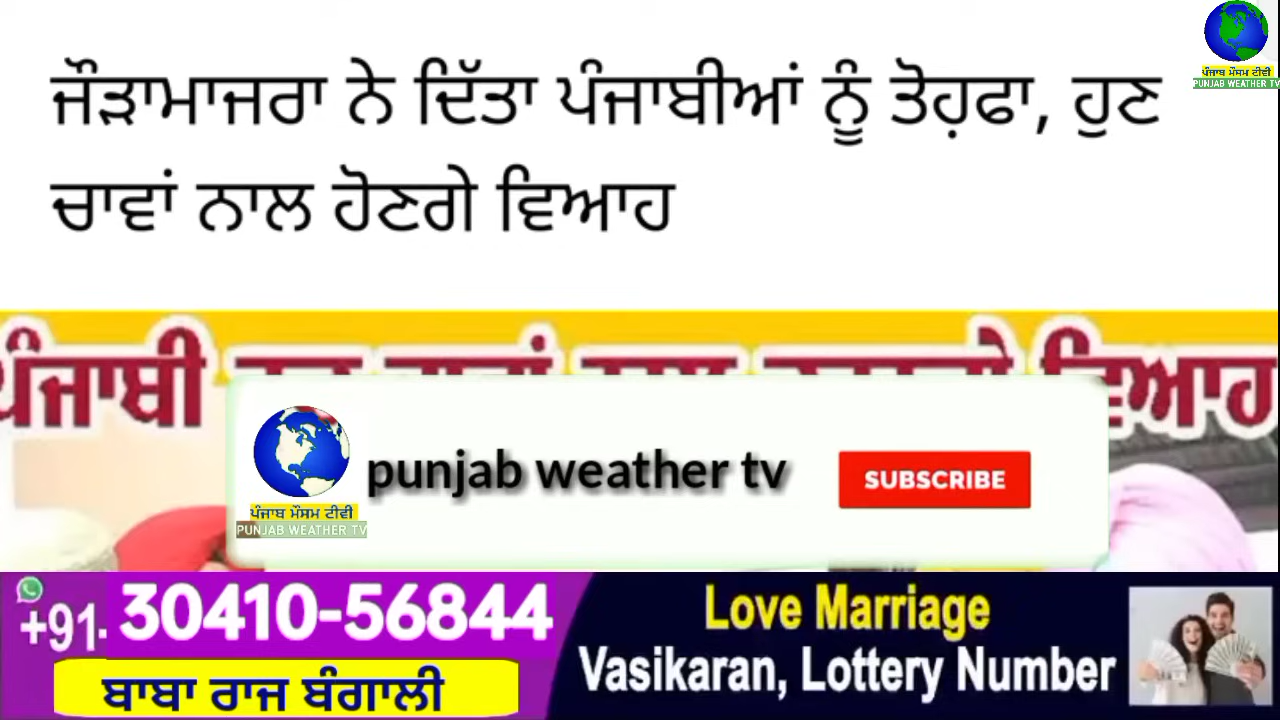 ਪੰਜਾਬ ਮੌਸਮ ਟੀਵੀ
PUNJAB WEATHER TV
ਜੌੜਾਮਾਜਰਾ ਨੇ ਦਿੱਤਾ ਪੰਜਾਬੀਆਂ ਨੂੰ ਤੋਹ਼ਫਾ, ਹੁਣ
ਚਾਵਾਂ ਨਾਲ ਹੋਣਗੇ ਵਿਆਹ
ਪੰਜਾਬੀ
ਵਿਆਹ
punjab weather tv
SUBSCRIBE
ਪੰਜਾਬ ਮੌਸਮ ਟੀਵੀ
PUNJAB WEATHER TV
+91-30410-56844
ਬਾਬਾ ਰਾਜ ਬੰਗਾਲੀ
Love Marriage
Vasikaran, Lottery Number